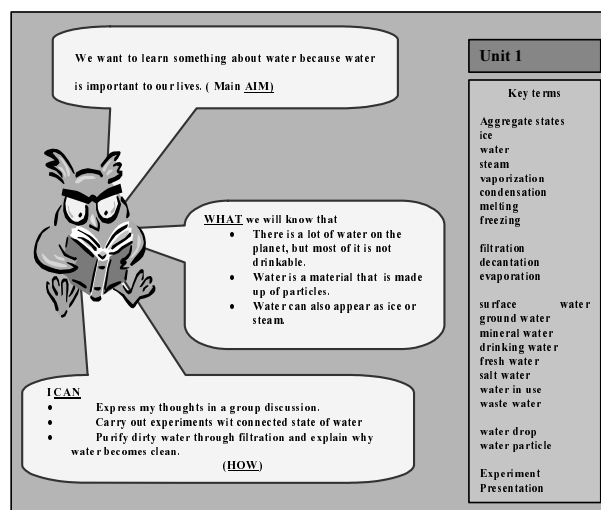 We want to learn something about water because water
is important to our lives. ( Main AIM)
WHAT we will know that
• There is a lot of water on the
planet, but most of it is not
drinkable.
• Water is a material that is made
up of particles.
• Water can also appear as ice or
steam.
I CAN
• Express my thoughts in a group discussion.
• Carry out experiments wit connected state of water
• Purify dirty water through filtration and explain why
water becomes clean.
(HOW)
Unit 1
Key terms
Aggregate states
ice
water
steam
vaporization
condensation
melting
freezing
filtration
decantation
evaporation
surface water
ground water
mineral water
drinking water
fresh water
salt water
water in use
waste water
water drop
water particle
Experiment
Presentation